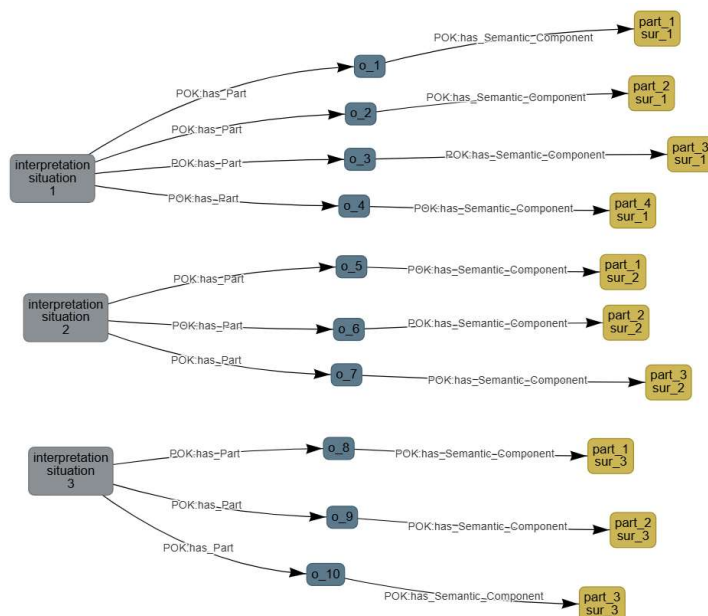 part_1
sur_1
POK:has_Semantic_Component
o_1
POK:has_Part
part_2
sur_1
POK:has_Semantic_Component
o_2
POK:has_Part
interpretation
situation
1
POK:has_Part
o_3
POK:has_Semantic_Component
part_3
sur_1
POK:has_Part
o_4
POK:has_Semantic_Component
part_4
sur_1
POK:has_Part
o_5
POK:has_Semantic_Component
part_1
sur_2
interpretation
situation
2
POK:has_Part
o_6
POK:has_Semantic_Component
part_2
sur_2
POK:has_Part
o_7
POK:has_Semantic_Component
part_3
sur_2
interpretation
situation
3
POK:has_Part
o_8
POK:has_Semantic_Component
part_1
sur_3
POK:has_Part
o_9
POK:has_Semantic_Component
part_2
sur_3
POK:has_Part
o_10
POK:has_Semantic_Component
part_3
sur_3